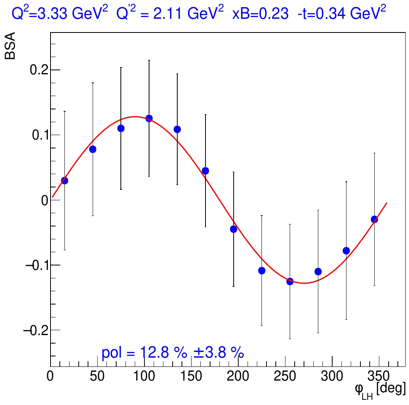 Q²=3.33 GeV² Q'² = 2.11 GeV² xB=0.23 -t=0.34 GeV²
BSA
0.2
0.1
0
−0.1
−0.2
pol = 12.8 % ±3.8 %
0 50 100 150 200 250 300 350
φLH [deg]